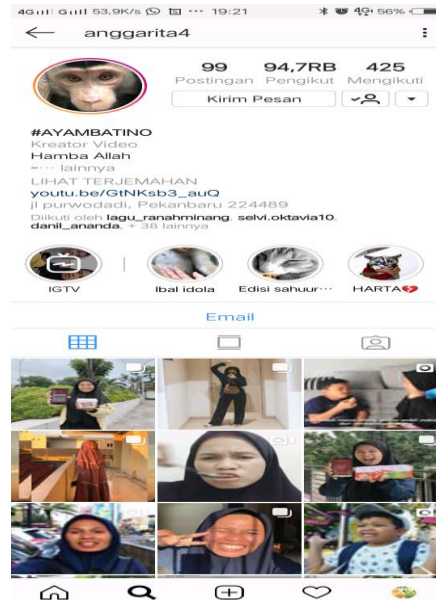 4G 53,9K/s 19:21 4G 56%
anggarita4
99 94,7RB 425
Postingan Pengikut Mengikuti
Kirim Pesan
#AYAMBATINO
Kreator Video
Hamba Allah
-··· lainnya
LIHAT TERJEMAHAN
youtu.be/GtNKsb3_auQ
jl purwodadi, Pekanbaru 224489
Diikuti oleh lagu_ranahminang, selvi.oktavia10,
danil_ananda, + 38 lainnya
IGTV Ibal idola Edisi sahuur··· HARTA💔
Email